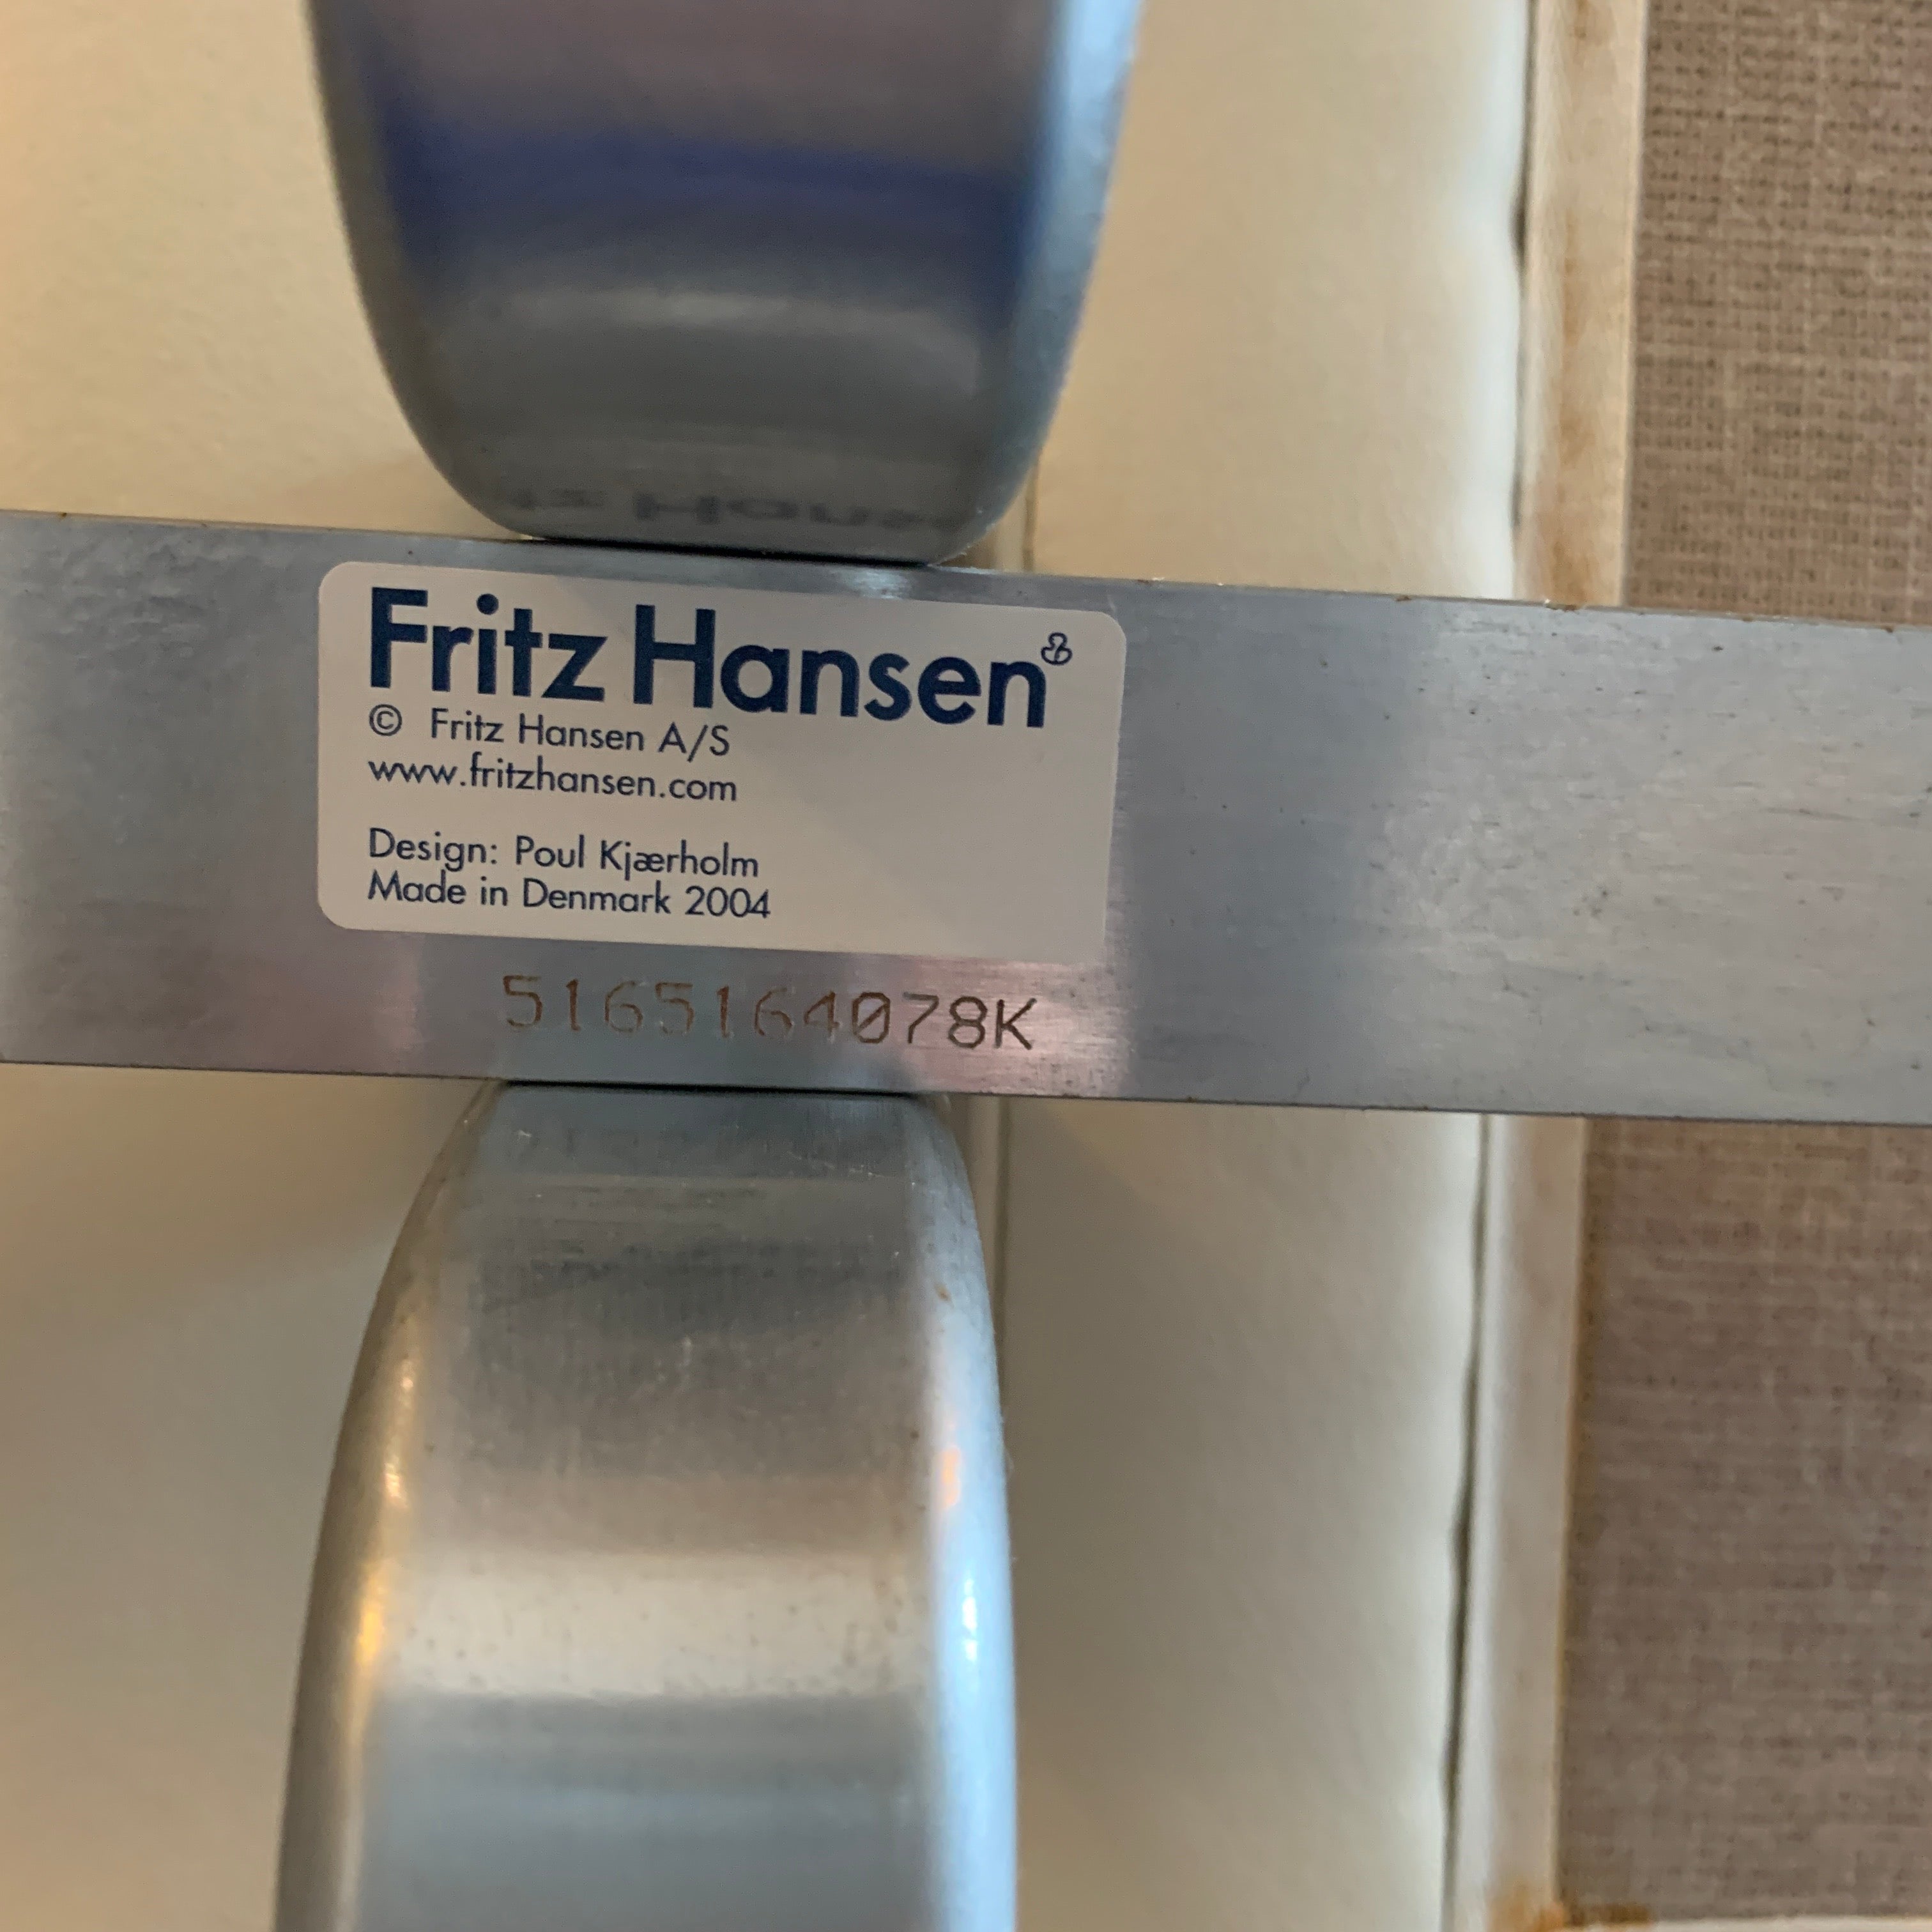 Fritz Hansen
© Fritz Hansen A/S
www.fritzhansen.com
Design: Poul Kjærholm
Made in Denmark 2004
5165164078K